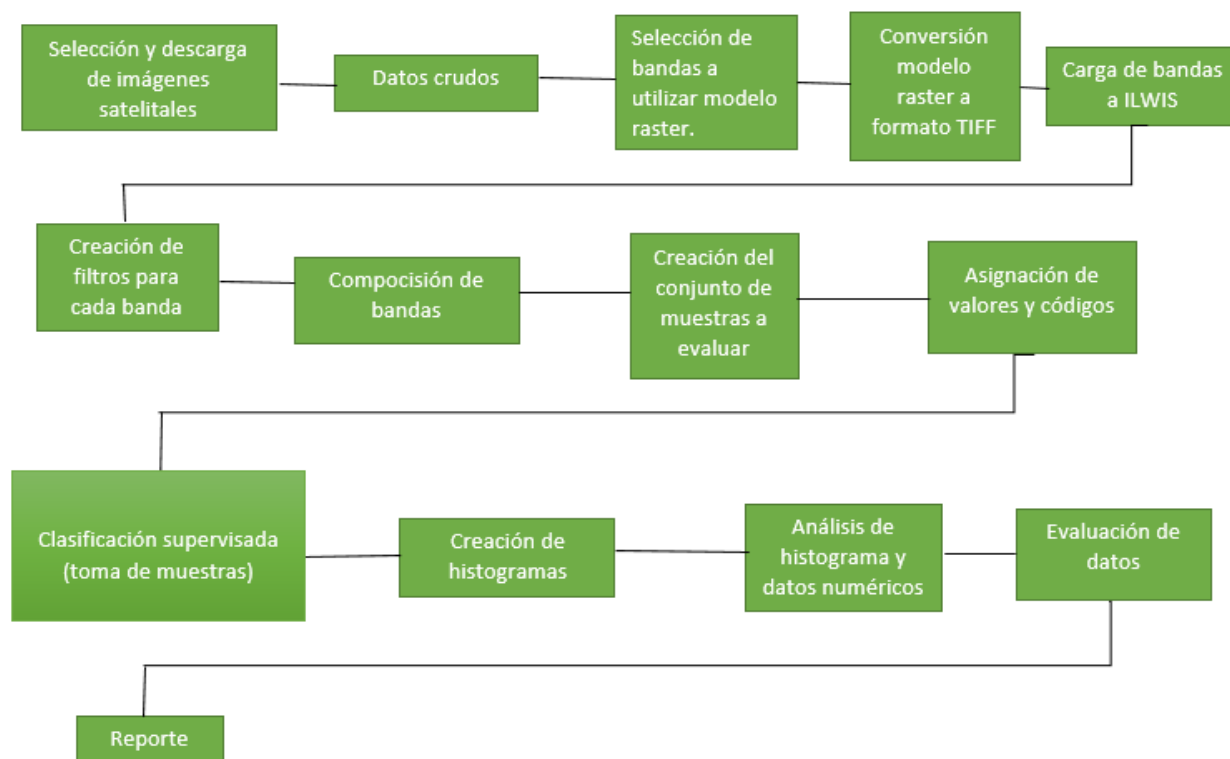 Selección y descarga
de imágenes
satelitales
Datos crudos
Selección de
bandas a
utilizar modelo
raster.
Conversión
modelo
raster a
formato TIFF
Carga de bandas
a ILWIS
Creación de
filtros para
cada banda
Compocisión de
bandas
Creación del
conjunto de
muestras a
evaluar
Asignación de
valores y códigos
Clasificación supervisada
(toma de muestras)
Creación de
histogramas
Análisis de
histograma y
datos numéricos
Evaluación de
datos
Reporte